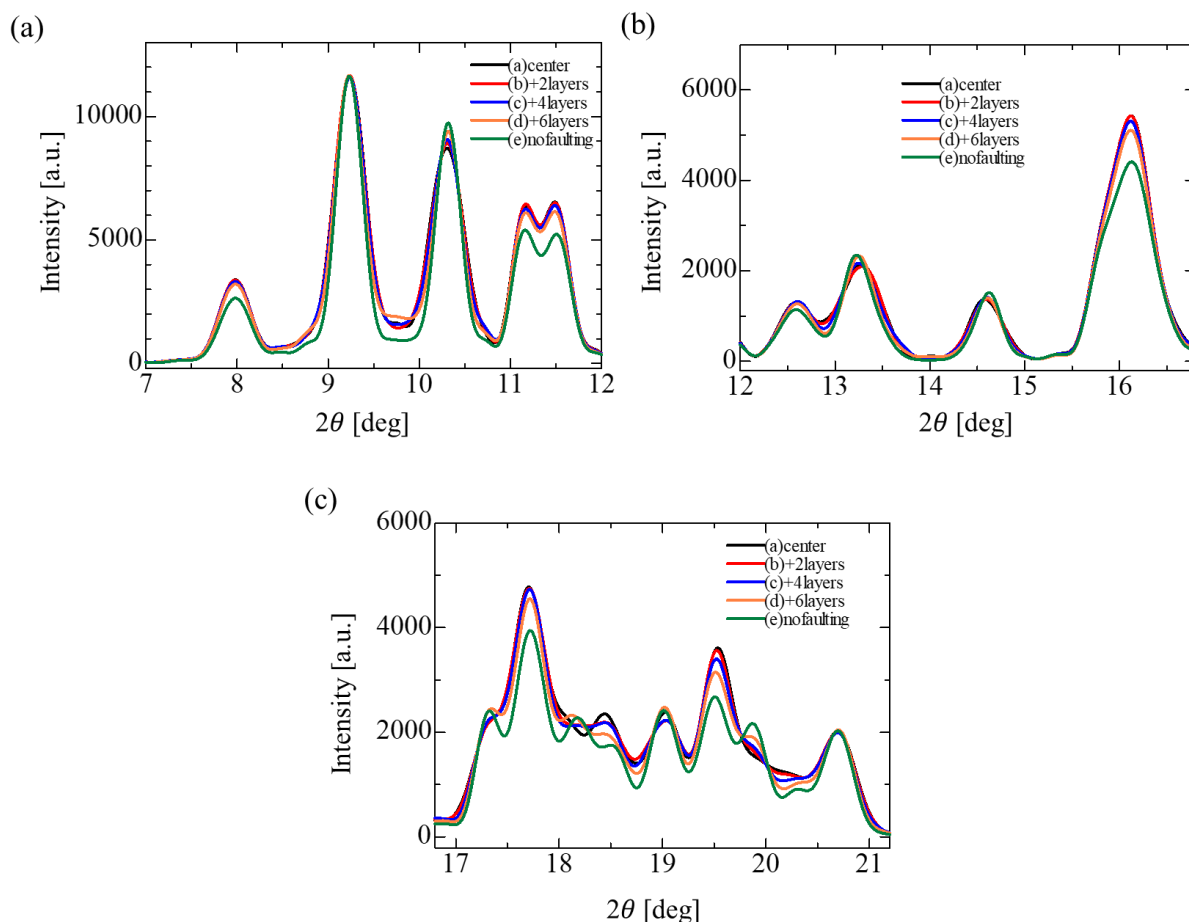 (a)
Intensity [a.u.]
10000
5000
0
7 8 9 10 11 12
2θ [deg]
(a)center
(b)+2layers
(c)+4layers
(d)+6layers
(e)nofaulting
(b)
Intensity [a.u.]
6000
4000
2000
0
12 13 14 15 16
2θ [deg]
(a)center
(b)+2layers
(c)+4layers
(d)+6layers
(e)nofaulting
(c)
Intensity [a.u.]
6000
4000
2000
0
17 18 19 20 21
2θ [deg]
(a)center
(b)+2layers
(c)+4layers
(d)+6layers
(e)nofaulting